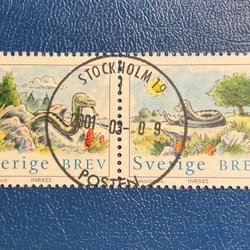 STOCKHOLM 19
2001-03-09
POSTEN
Sverige BREV
INRIKES
Sverige BREV
INRIKES